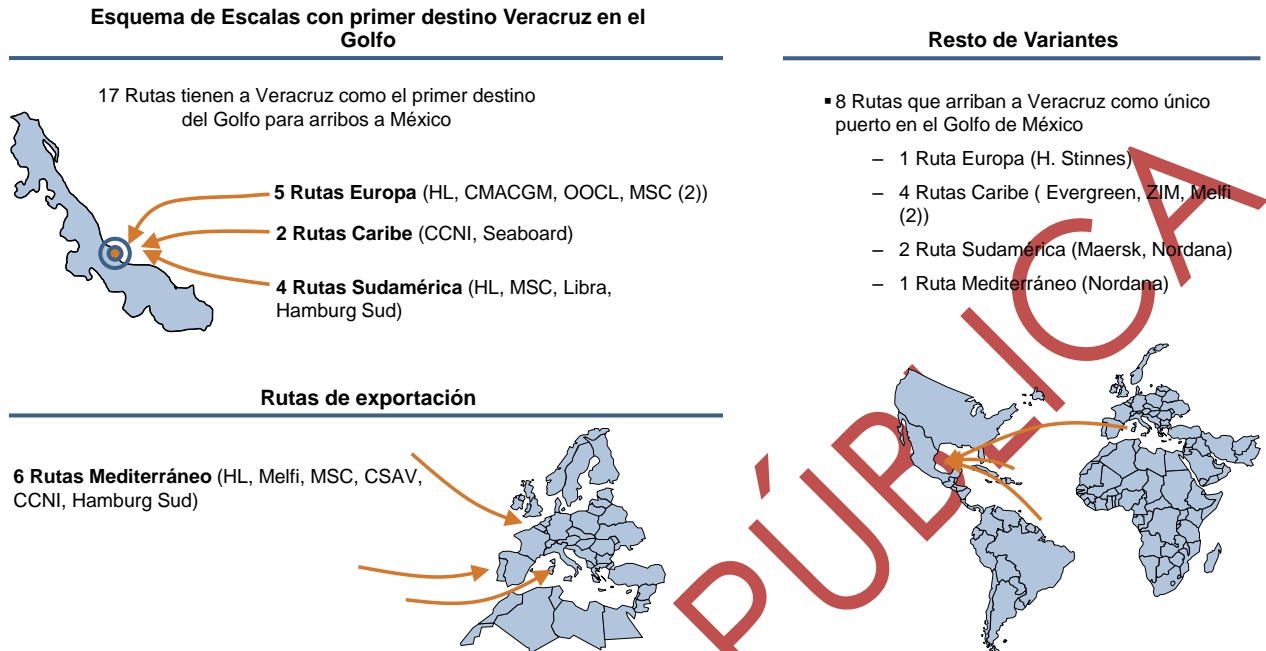 Esquema de Escalas con primer destino Veracruz en el
Golfo
17 Rutas tienen a Veracruz como el primer destino
del Golfo para arribos a México
5 Rutas Europa (HL, CMACGM, OOCL, MSC (2))
2 Rutas Caribe (CCNI, Seaboard)
4 Rutas Sudamérica (HL, MSC, Libra,
Hamburg Sud)
Rutas de exportación
6 Rutas Mediterráneo (HL, Melfi, MSC, CSAV,
CCNI, Hamburg Sud)
Resto de Variantes
▪ 8 Rutas que arriban a Veracruz como único
puerto en el Golfo de México
– 1 Ruta Europa (H. Stinnes)
– 4 Rutas Caribe ( Evergreen, ZIM, Melfi
(2))
– 2 Ruta Sudamérica (Maersk, Nordana)
– 1 Ruta Mediterráneo (Nordana)
PÚBLICA